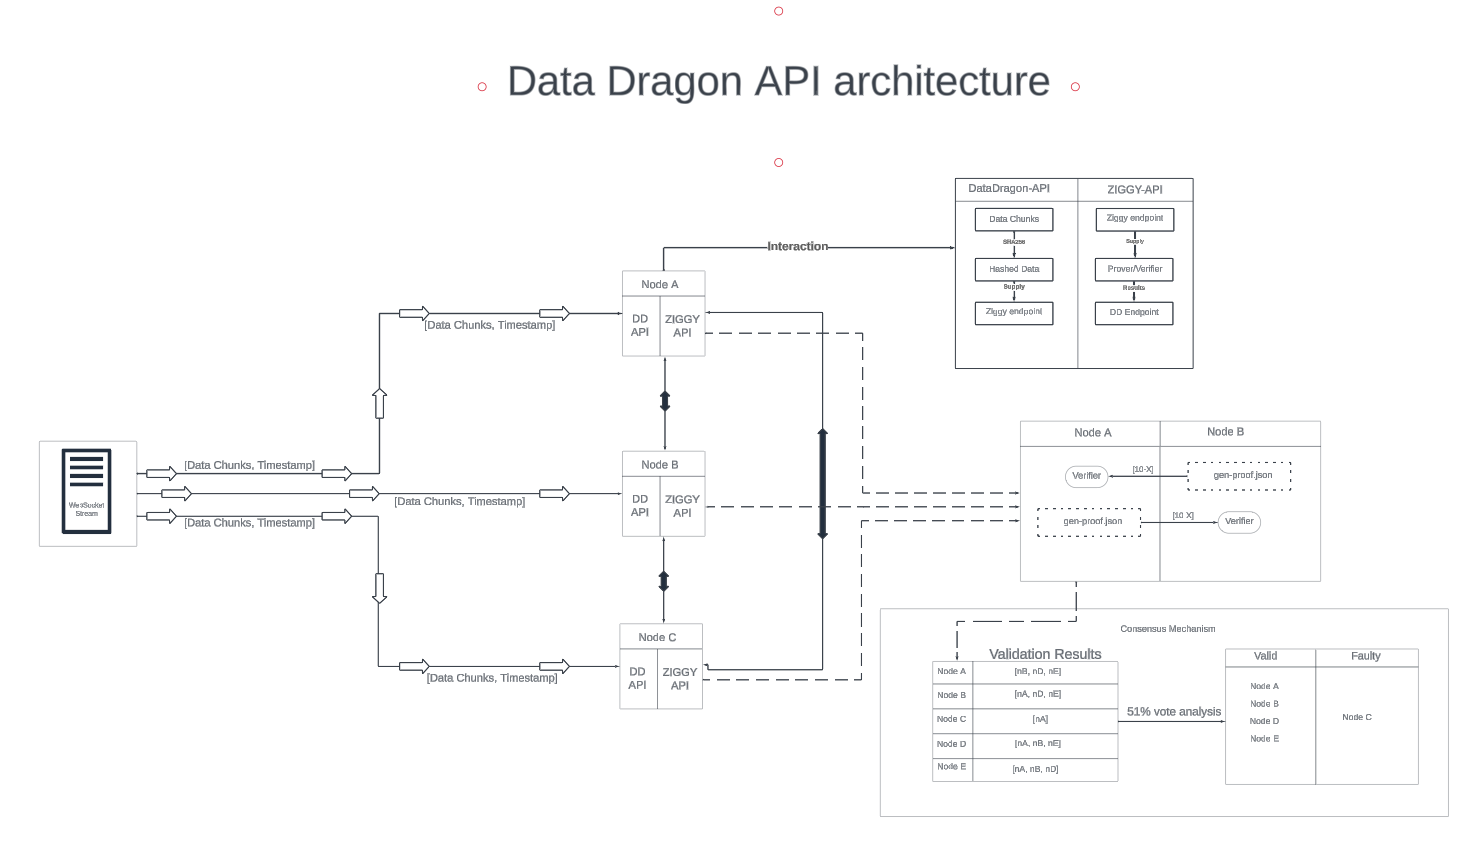 Data Dragon API architecture
DataDragon-API
ZIGGY-API
Data Chunks
Ziggy endpoint
SHA256
Supply
Hashed Data
Prover/Verifier
Supply
Results
Ziggy endpoint
DD Endpoint
Interaction
Node A
DD
API
ZIGGY
API
[Data Chunks, Timestamp]
WebSocket
Stream
[Data Chunks, Timestamp]
[Data Chunks, Timestamp]
[Data Chunks, Timestamp]
Node B
DD
API
ZIGGY
API
Node C
DD
API
ZIGGY
API
[Data Chunks, Timestamp]
Node A
Node B
Verifier
[10-X]
gen-proof.json
gen-proof.json
[10 X]
Verifier
Consensus Mechanism
Validation Results
Node A
[nB, nD, nE]
Node B
[nA, nD, nE]
Node C
[nA]
Node D
[nA, nB, nE]
Node E
[nA, nB, nD]
51% vote analysis
Valid
Faulty
Node A
Node B
Node D
Node E
Node C